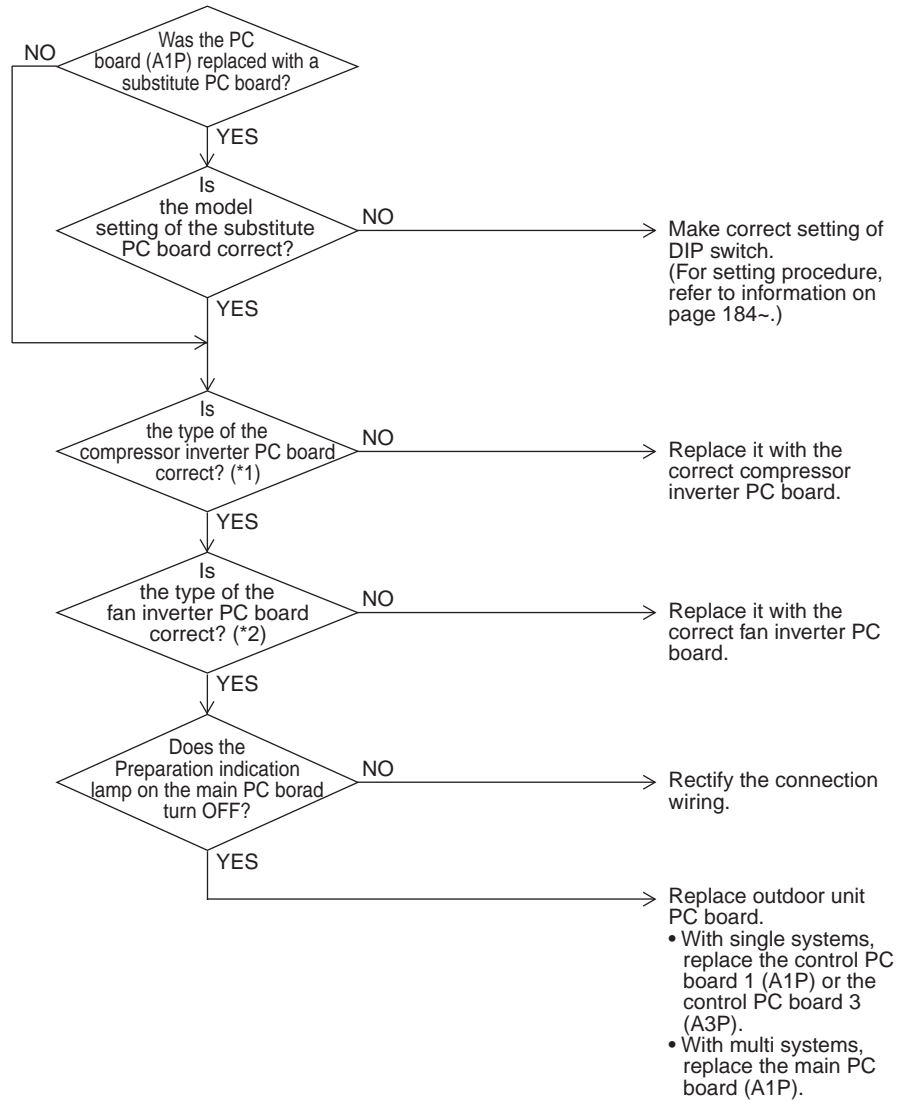 Was the PC
board (A1P) replaced with a
substitute PC board?
NO
YES
Is
the model
setting of the substitute
PC board correct?
NO
Make correct setting of
DIP switch.
(For setting procedure,
refer to information on
page 184~.)
YES
Is
the type of the
compressor inverter PC board
correct? (*1)
NO
Replace it with the
correct compressor
inverter PC board.
YES
Is
the type of the
fan inverter PC board
correct? (*2)
NO
Replace it with the
correct fan inverter PC
board.
YES
Does the
Preparation indication
lamp on the main PC borad
turn OFF?
NO
Rectify the connection
wiring.
YES
Replace outdoor unit
PC board.
• With single systems,
replace the control PC
board 1 (A1P) or the
control PC board 3
(A3P).
• With multi systems,
replace the main PC
board (A1P).